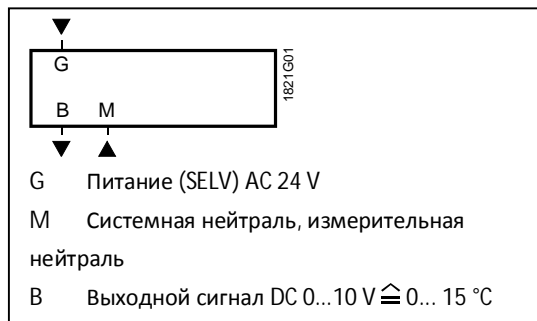 G
1821G01
B M
G Питание (SELV) AC 24 V
M Системная нейтраль, измерительная
нейтраль
B Выходной сигнал DC 0...10 V ≙ 0... 15 °C